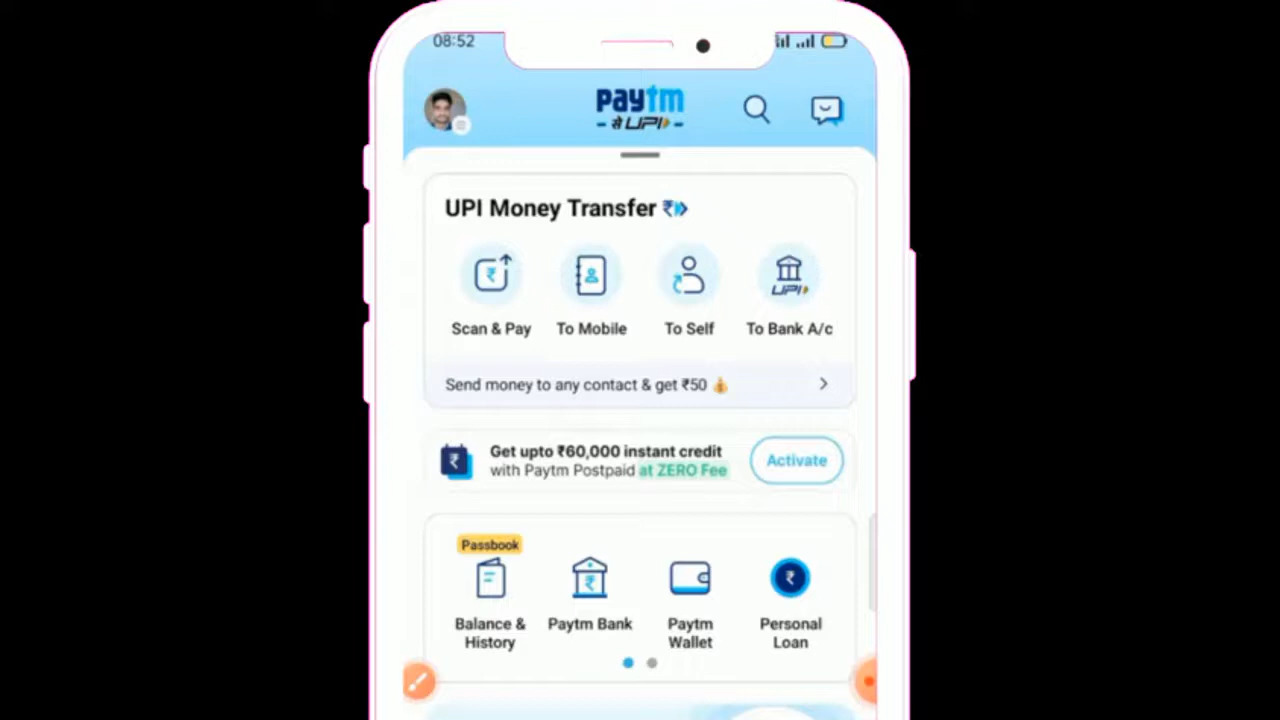 08:52
paytm
से UPI
UPI Money Transfer ₹
₹
UPI
Scan & Pay
To Mobile
To Self
To Bank A/c
Send money to any contact & get ₹50
₹
Get upto ₹60,000 instant credit
with Paytm Postpaid at ZERO Fee
Activate
Passbook
₹
₹
Balance &
History
Paytm Bank
Paytm
Wallet
Personal
Loan